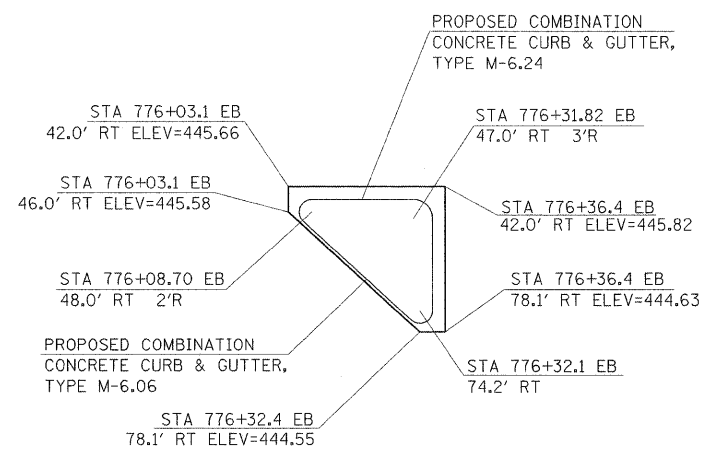 PROPOSED COMBINATION
CONCRETE CURB & GUTTER,
TYPE M-6.24
STA 776+03.1 EB
42.0' RT ELEV=445.66
STA 776+31.82 EB
47.0' RT 3'R
STA 776+03.1 EB
46.0' RT ELEV=445.58
STA 776+36.4 EB
42.0' RT ELEV=445.82
STA 776+08.70 EB
48.0' RT 2'R
STA 776+36.4 EB
78.1' RT ELEV=444.63
PROPOSED COMBINATION
CONCRETE CURB & GUTTER,
TYPE M-6.06
STA 776+32.1 EB
74.2' RT
STA 776+32.4 EB
78.1' RT ELEV=444.55